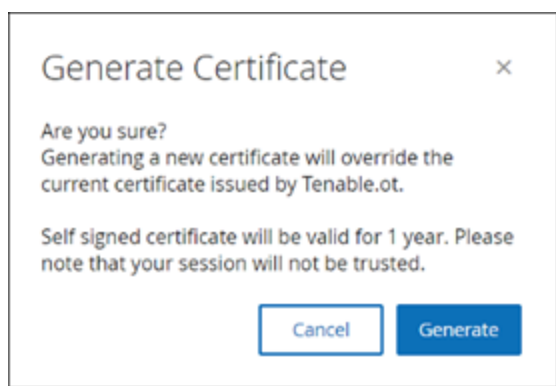 Generate Certificate ×
Are you sure?
Generating a new certificate will override the
current certificate issued by Tenable.ot.
Self signed certificate will be valid for 1 year. Please
note that your session will not be trusted.
Cancel Generate